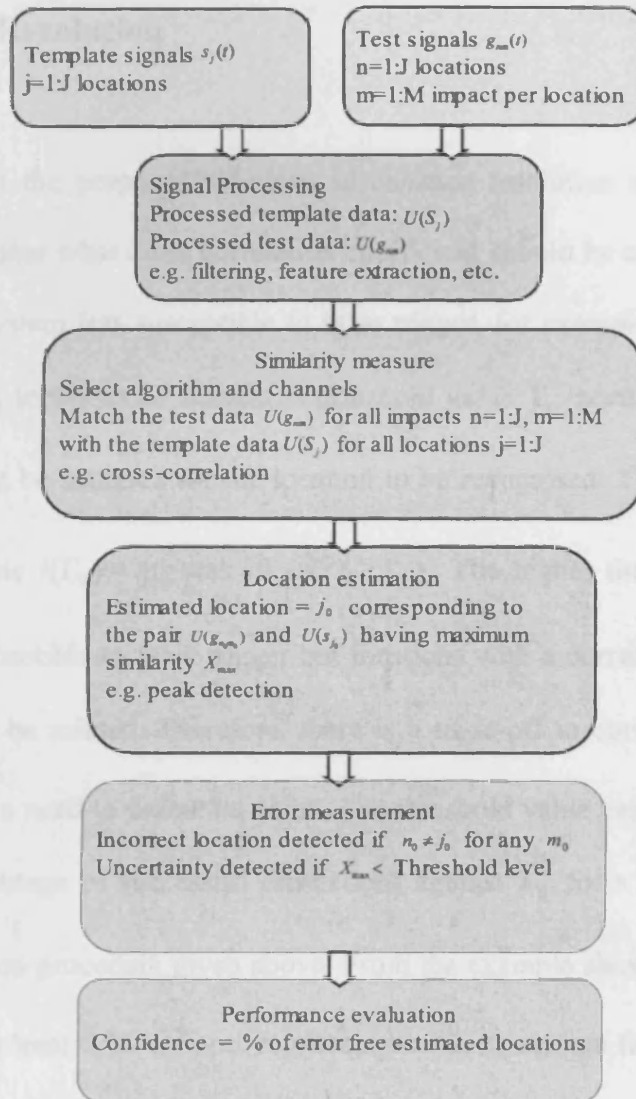 Template signals s_j(t)
j=1:J locations
Test signals g_nm(t)
n=1:J locations
m=1:M impact per location
Signal Processing
Processed template data: U(S_j)
Processed test data: U(g_nm)
e.g. filtering, feature extraction, etc.
Similarity measure
Select algorithm and channels
Match the test data U(g_nm) for all impacts n=1:J, m=1:M
with the template data U(S_j) for all locations j=1:J
e.g. cross-correlation
Location estimation
Estimated location = j_0 corresponding to
the pair U(g_n_0m_0) and U(s_j_0) having maximum
similarity X_max
e.g. peak detection
Error measurement
Incorrect location detected if n_0 ≠ j_0 for any m_0
Uncertainty detected if X_max < Threshold level
Performance evaluation
Confidence = % of error free estimated locations